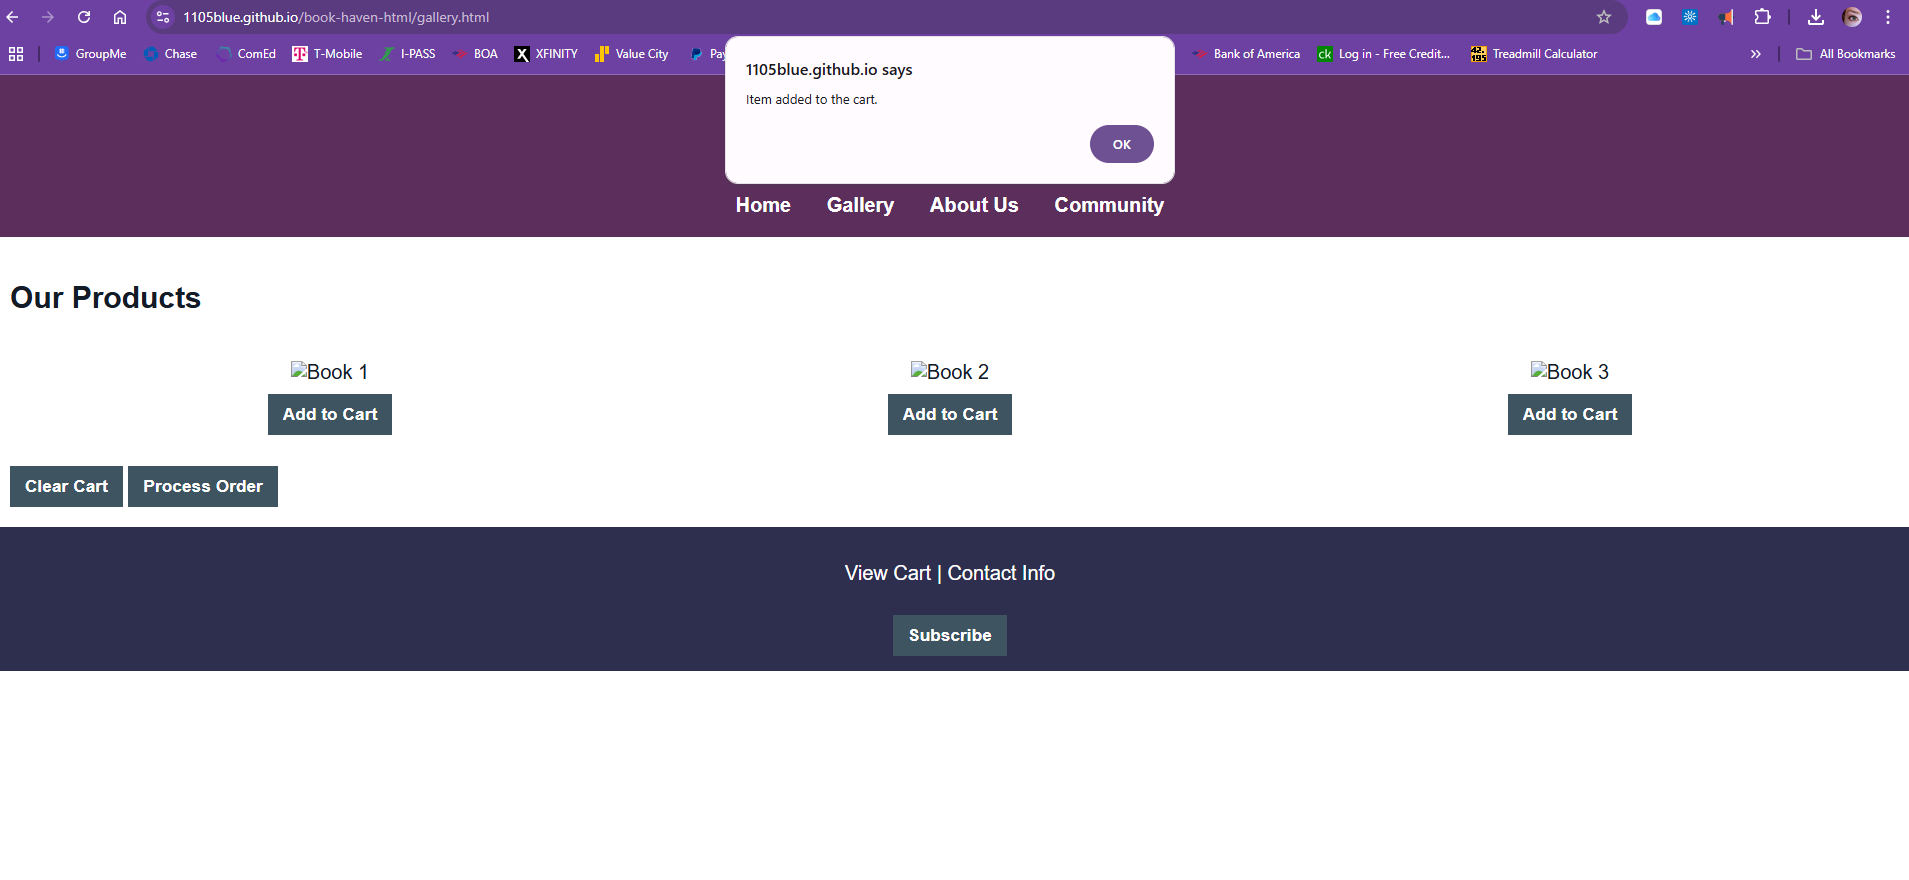 1105blue.github.io/book-haven-html/gallery.html
GroupMe Chase ComEd T-Mobile I-PASS BOA X XFINITY Value City Bank of America ck Log in - Free Credit... 42. 195 Treadmill Calculator » All Bookmarks
1105blue.github.io says
Item added to the cart.
OK
Home Gallery About Us Community
Our Products
Book 1 Book 2 Book 3
Add to Cart Add to Cart Add to Cart
Clear Cart Process Order
View Cart | Contact Info
Subscribe